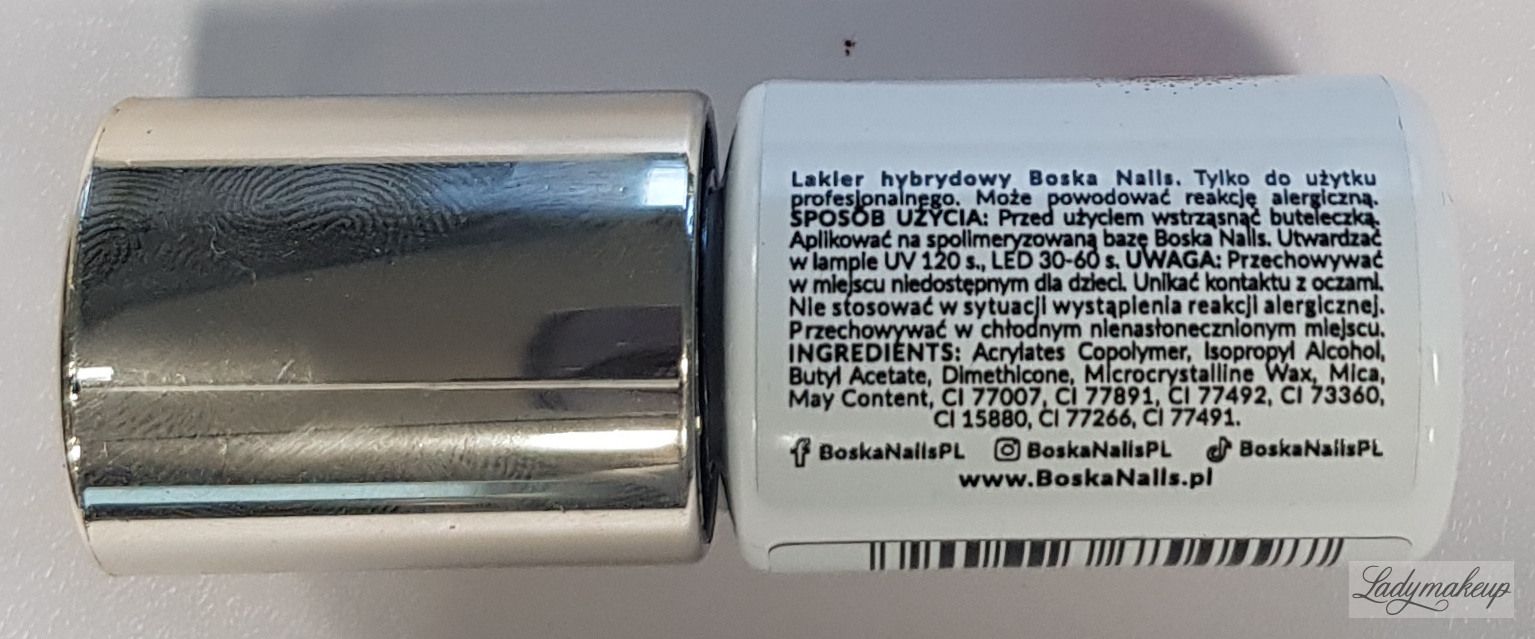 Lakier hybrydowy Boska Nails. Tylko do użytku
profesjonalnego. Może powodować reakcję alergiczną.
SPOSÓB UŻYCIA: Przed użyciem wstrząsnąć buteleczką.
Aplikować na spolimeryzowaną bazę Boska Nails. Utwardzać
w lampie UV 120 s., LED 30-60 s. UWAGA: Przechowywać
w miejscu niedostępnym dla dzieci. Unikać kontaktu z oczami.
Nie stosować w sytuacji wystąpienia reakcji alergicznej.
Przechowywać w chłodnym nienasłonecznionym miejscu.
INGREDIENTS: Acrylates Copolymer, Isopropyl Alcohol,
Butyl Acetate, Dimethicone, Microcrystalline Wax, Mica,
May Content, CI 77007, CI 77891, CI 77492, CI 73360,
CI 15880, CI 77266, CI 77491.
BoskaNailsPL BoskaNailsPL BoskaNailsPL
www.BoskaNails.pl
Ladymakeup